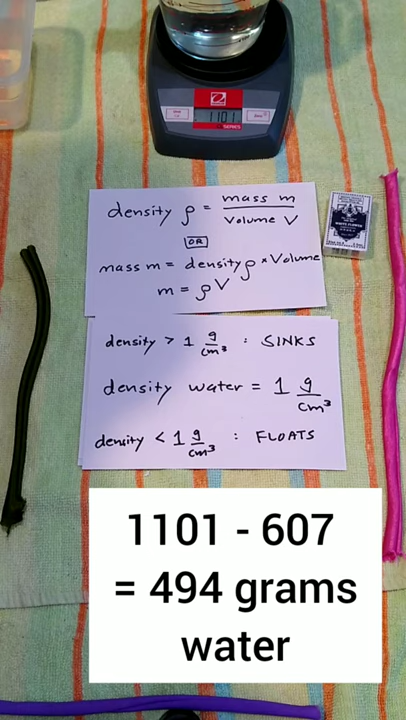 1101
density ρ = mass m / Volume V
OR
mass m = density ρ × Volume
m = ρ V
density > 1 g/cm³ : SINKS
density water = 1 g/cm³
density < 1 g/cm³ : FLOATS
1101 - 607
= 494 grams
water